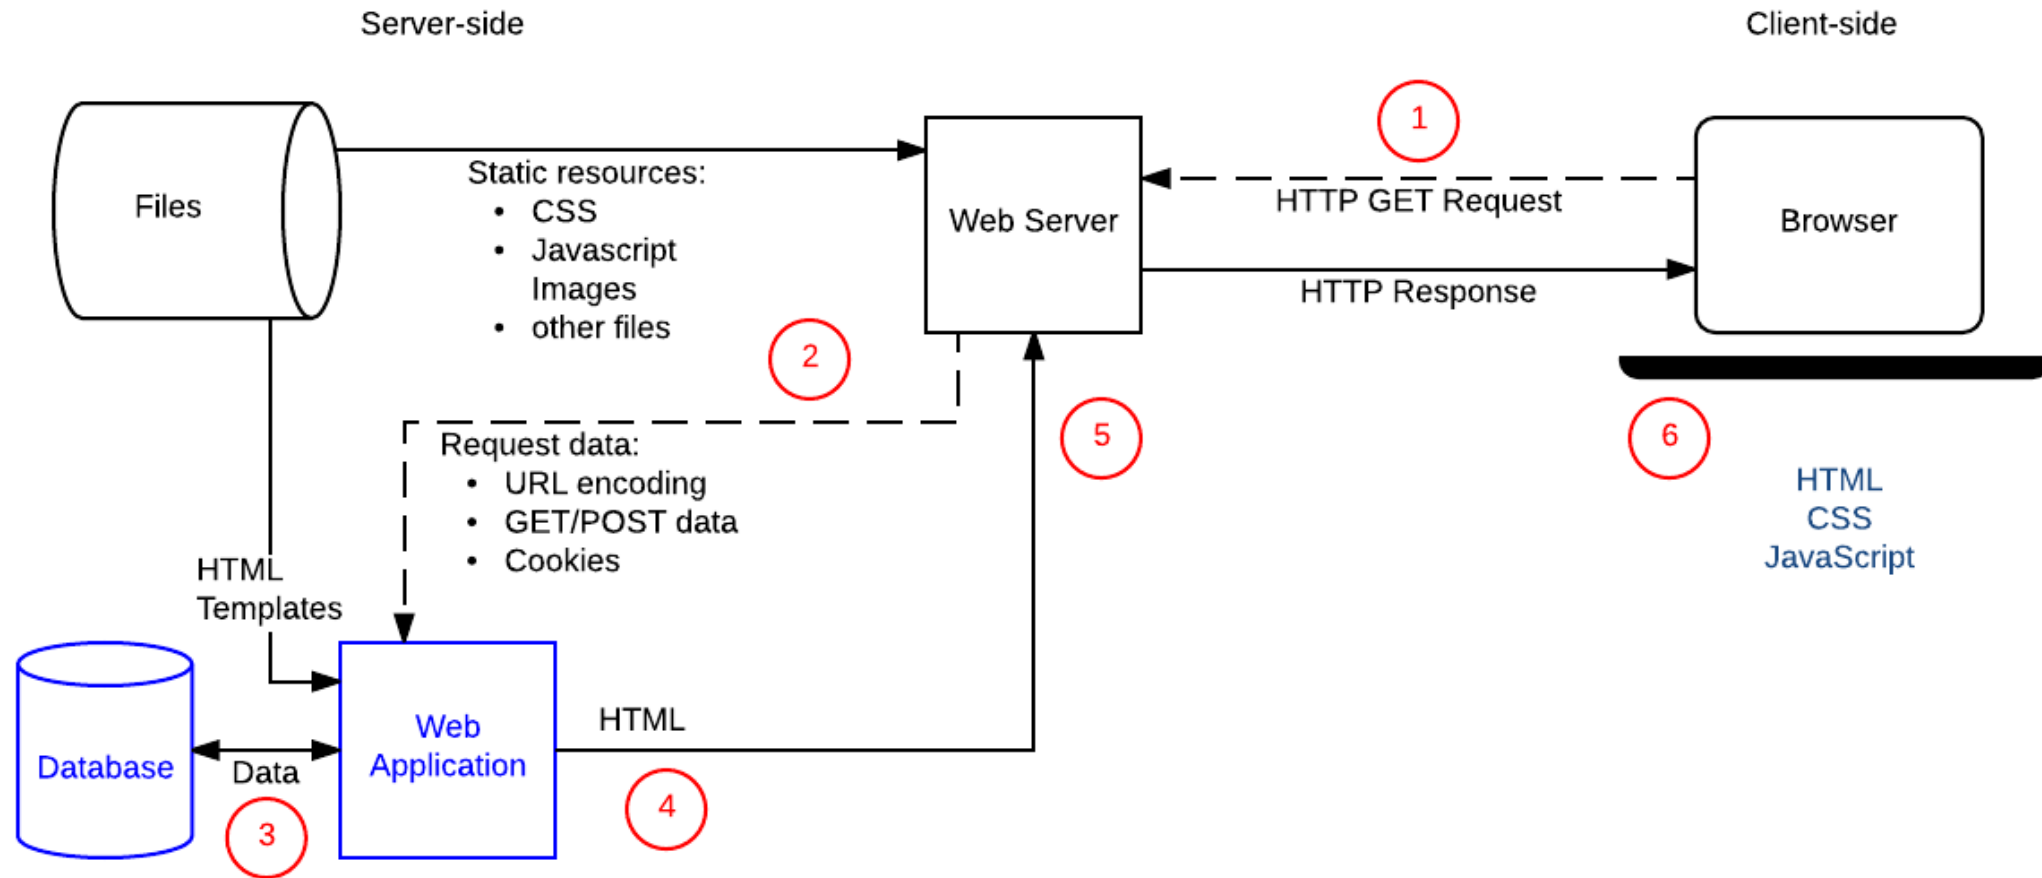 Server-side
Client-side
Files
Static resources:
• CSS
• Javascript
Images
• other files
Web Server
1
HTTP GET Request
HTTP Response
Browser
2
Request data:
• URL encoding
• GET/POST data
• Cookies
5
6
HTML
CSS
JavaScript
HTML
Templates
Database
Data
3
Web
Application
HTML
4